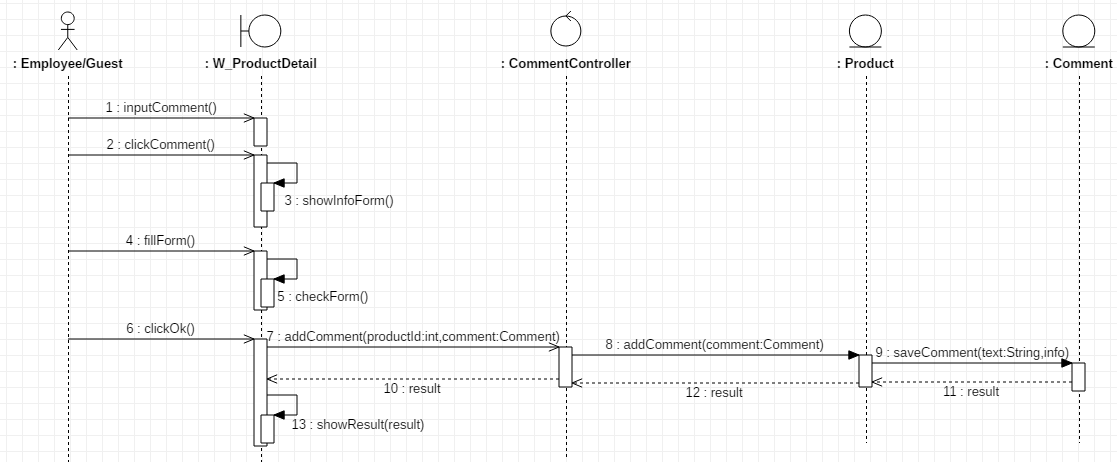 : Employee/Guest
: W_ProductDetail
: CommentController
: Product
: Comment
1 : inputComment()
2 : clickComment()
3 : showInfoForm()
4 : fillForm()
5 : checkForm()
6 : clickOk()
7 : addComment(productId:int,comment:Comment)
8 : addComment(comment:Comment)
9 : saveComment(text:String,info)
10 : result
12 : result
11 : result
13 : showResult(result)